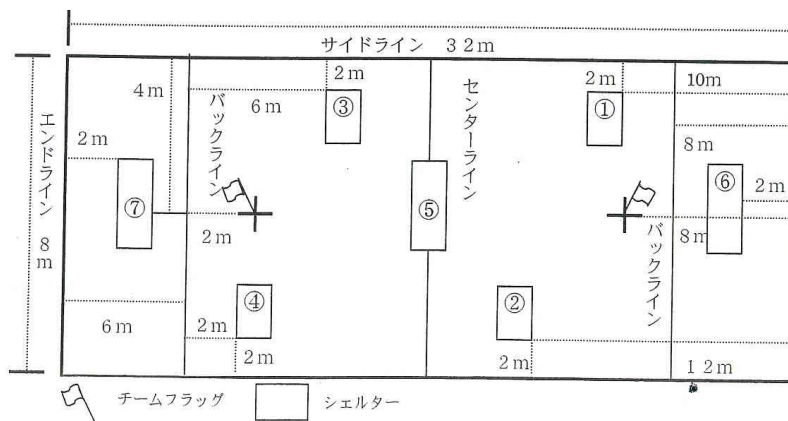 サイドライン 32m
エンドライン 8m
4m
2m
6m
バックライン
2m
③
センターライン
2m
①
10m
8m
⑥
2m
8m
バックライン
⑦
2m
⑤
④
6m
2m
2m
②
2m
12m
チームフラッグ
シェルター